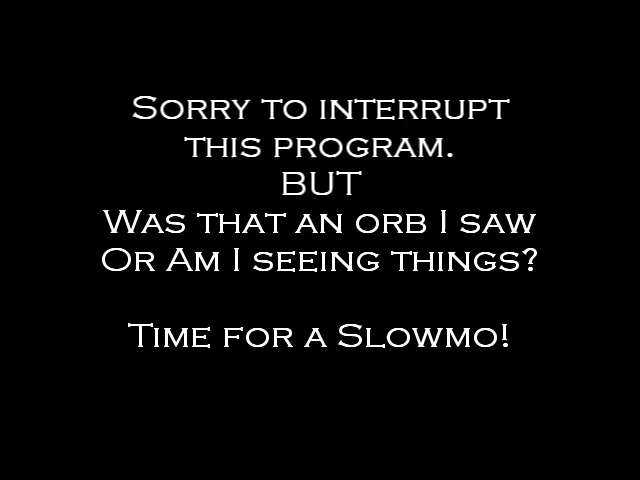 Sorry to interrupt
this program.
BUT
Was that an orb I saw
Or Am I seeing things?
Time for a Slowmo!